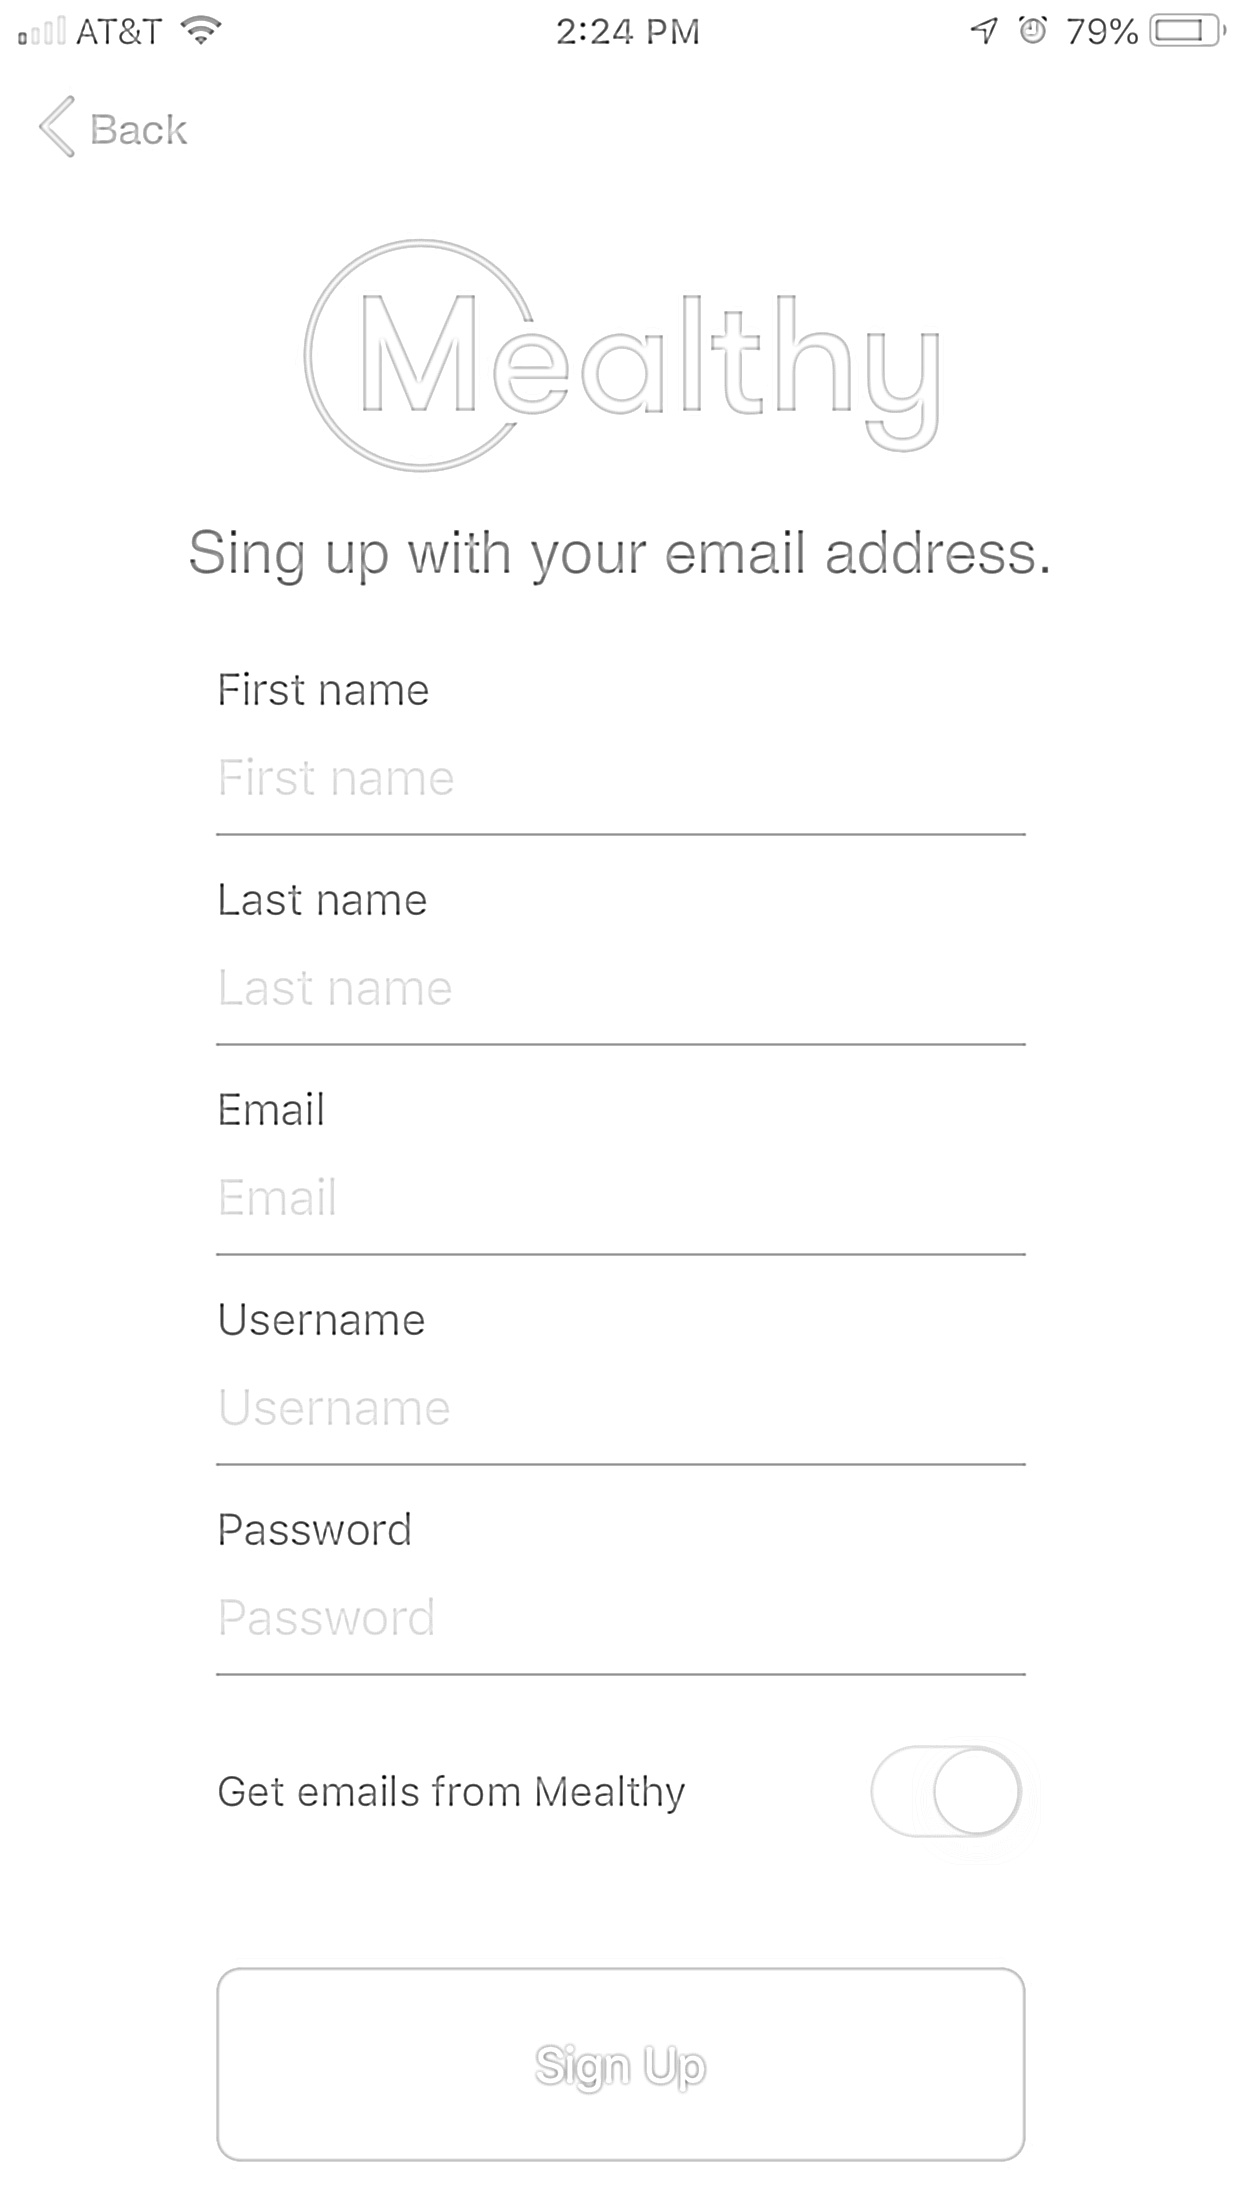 AT&T 2:24 PM 79%
Back
Mealthy
Sing up with your email address.
First name
First name
Last name
Last name
Email
Email
Username
Username
Password
Password
Get emails from Mealthy
Sign Up